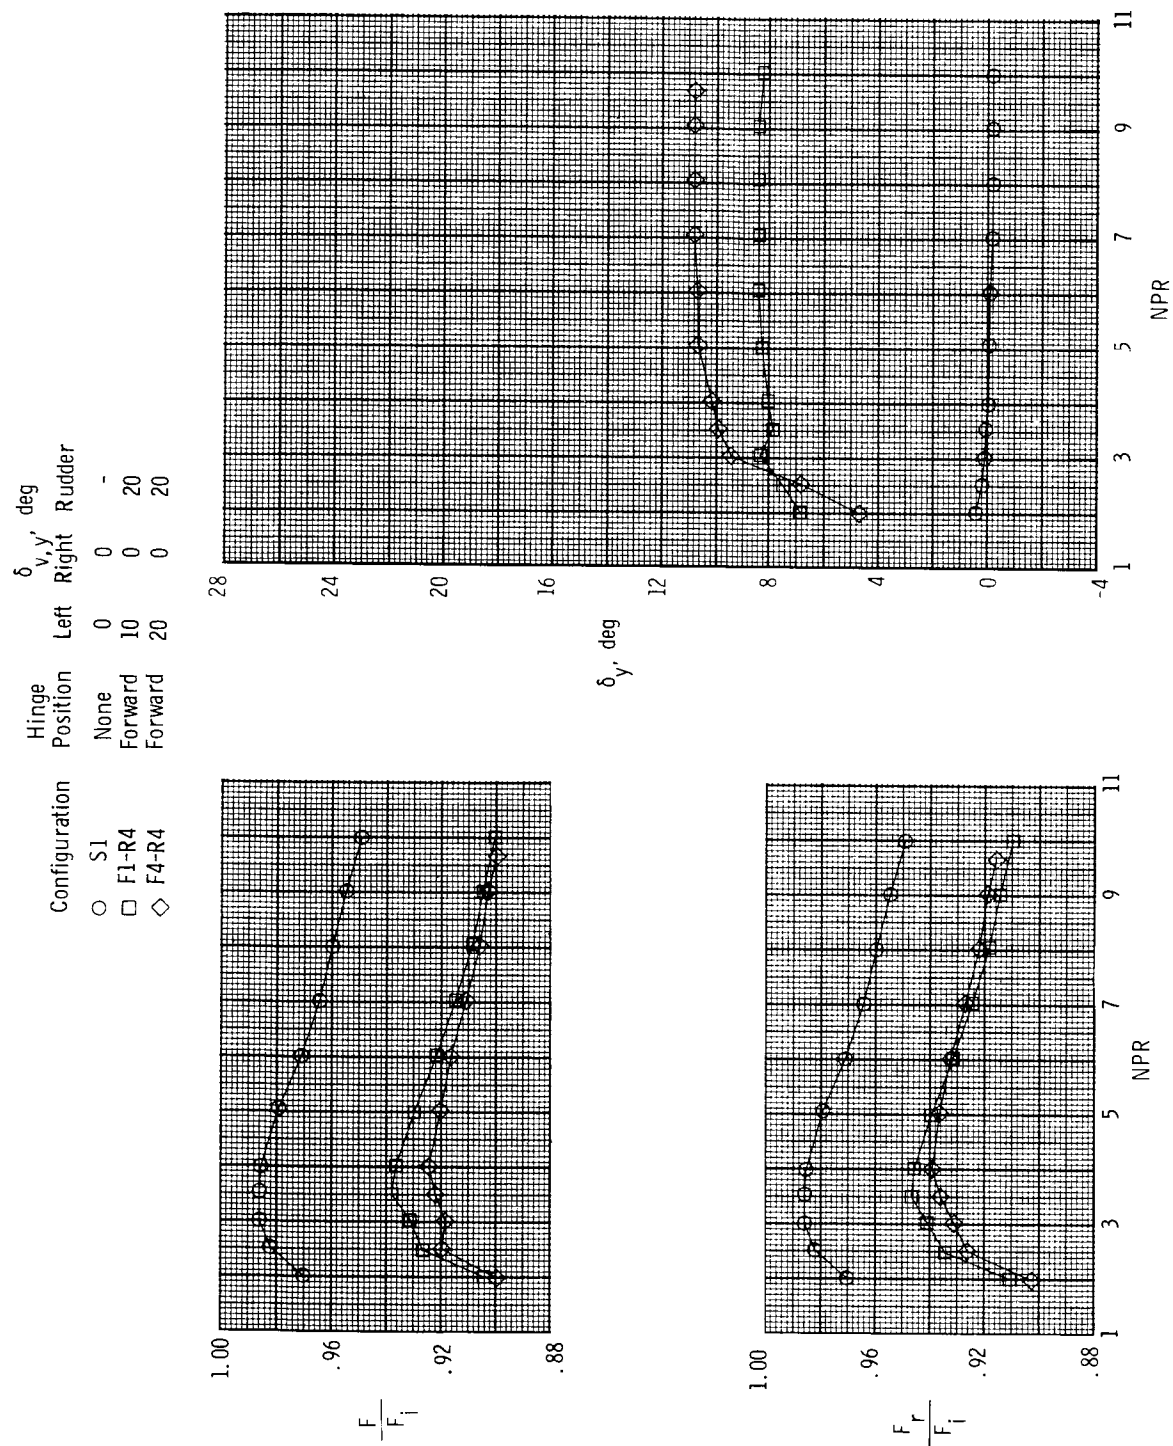 δv,y, deg
Hinge
Configuration Position Left Right Rudder
○ S1 None 0 0 -
□ F1-R4 Forward 10 0 20
◇ F4-R4 Forward 20 0 20
1.00
.96
.92
.88
F
Fi
1.00
.96
.92
.88
Fr
Fi
1 3 5 7 9 11
NPR
28
24
20
16
12
8
4
0
-4
δy, deg
1 3 5 7 9 11
NPR